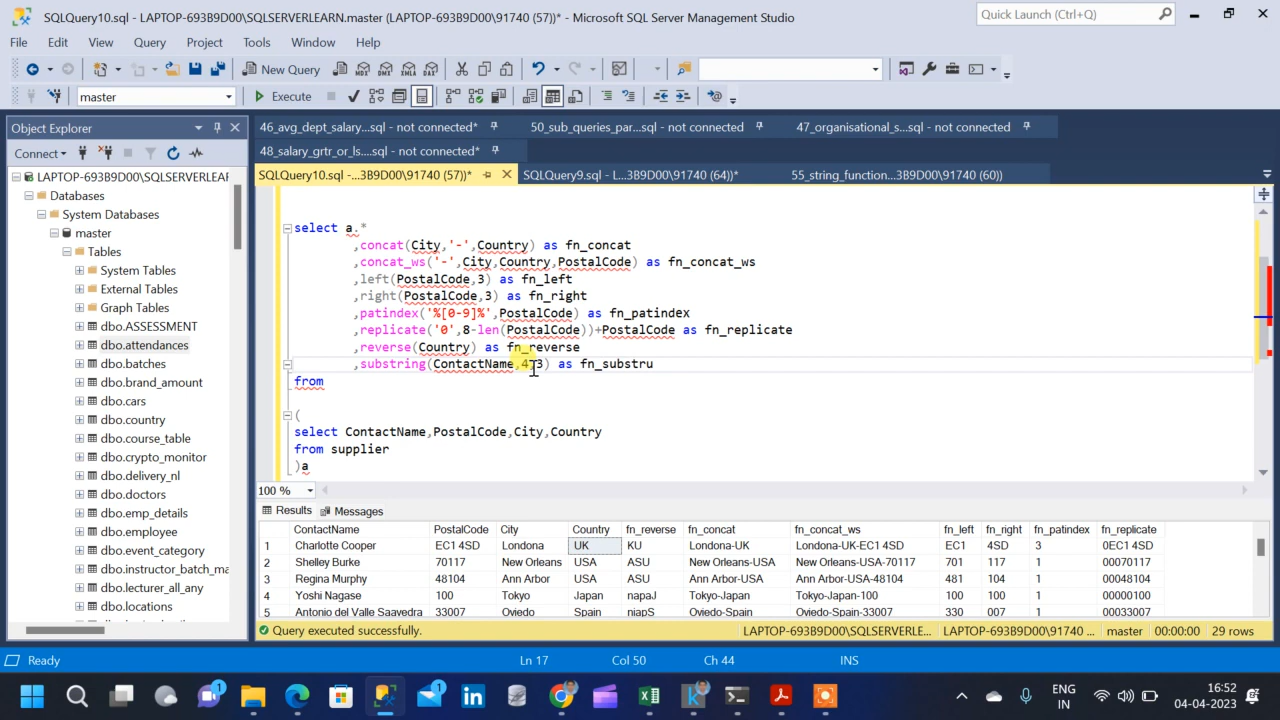 SQLQuery10.sql - LAPTOP-693B9D00\SQLSERVERLEARN.master (LAPTOP-693B9D00\91740 (57))* - Microsoft SQL Server Management Studio
Quick Launch (Ctrl+Q)
File Edit View Query Project Tools Window Help
New Query MDX DMX XMLA DAX
master Execute
Object Explorer
46_avg_dept_salary....sql - not connected* 50_sub_queries_par...sql - not connected 47_organisational_s...sql - not connected
Connect
48_salary_grtr_or_ls....sql - not connected*
SQLQuery10.sql -...3B9D00\91740 (57))* SQLQuery9.sql - L...3B9D00\91740 (64))* 55_string_function...3B9D00\91740 (60))
LAPTOP-693B9D00\SQLSERVERLEAR
Databases
System Databases
master
Tables
System Tables
External Tables
Graph Tables
dbo.ASSESSMENT
dbo.attendances
dbo.batches
dbo.brand_amount
dbo.cars
dbo.country
dbo.course_table
dbo.crypto_monitor
dbo.delivery_nl
dbo.doctors
dbo.emp_details
dbo.employee
dbo.event_category
dbo.instructor_batch_ma
dbo.lecturer_all_any
dbo.locations
select a.*
,concat(City,'-',Country) as fn_concat
,concat_ws('-',City,Country,PostalCode) as fn_concat_ws
,left(PostalCode,3) as fn_left
,right(PostalCode,3) as fn_right
,patindex('%[0-9]%',PostalCode) as fn_patindex
,replicate('0',8-len(PostalCode))+PostalCode as fn_replicate
,reverse(Country) as fn_reverse
,substring(ContactName,4,3) as fn_substru
from
(
select ContactName,PostalCode,City,Country
from supplier
)a
100 %
Results Messages
ContactName PostalCode City Country fn_reverse fn_concat fn_concat_ws fn_left fn_right fn_patindex fn_replicate
1 Charlotte Cooper EC1 4SD Londona UK KU Londona-UK Londona-UK-EC1 4SD EC1 4SD 3 0EC1 4SD
2 Shelley Burke 70117 New Orleans USA ASU New Orleans-USA New Orleans-USA-70117 701 117 1 00070117
3 Regina Murphy 48104 Ann Arbor USA ASU Ann Arbor-USA Ann Arbor-USA-48104 481 104 1 00048104
4 Yoshi Nagase 100 Tokyo Japan napaJ Tokyo-Japan Tokyo-Japan-100 100 100 1 00000100
5 Antonio del Valle Saavedra 33007 Oviedo Spain niapS Oviedo-Spain Oviedo-Spain-33007 330 007 1 00033007
Query executed successfully. LAPTOP-693B9D00\SQLSERVERLE... LAPTOP-693B9D00\91740 ... master 00:00:00 29 rows
Ready Ln 17 Col 50 Ch 44 INS
1 1 ENG 16:52
IN 04-04-2023